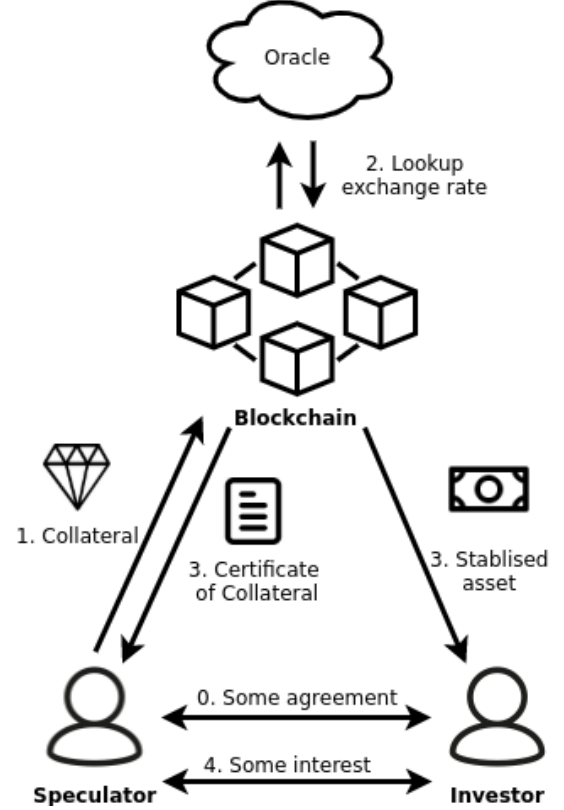 Oracle
2. Lookup
exchange rate
Blockchain
1. Collateral
3. Certificate
of Collateral
3. Stablised
asset
0. Some agreement
4. Some interest
Speculator
Investor